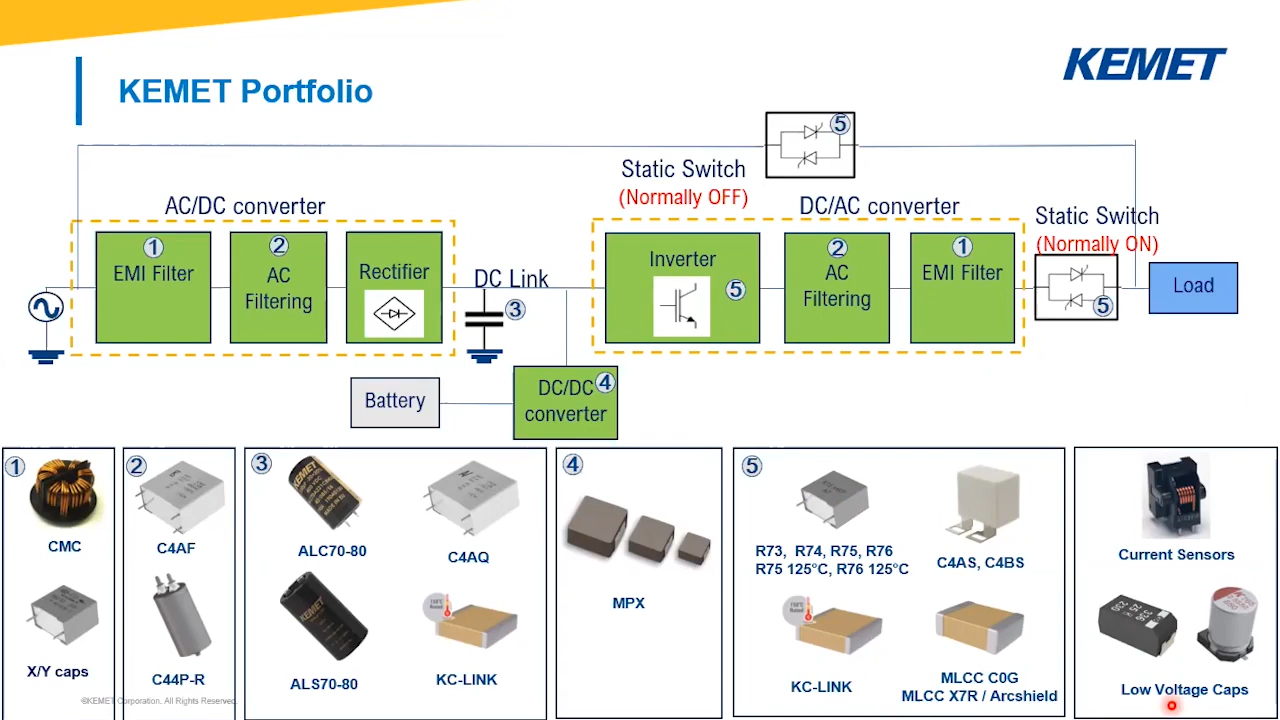 KEMET
KEMET Portfolio
5
Static Switch
(Normally OFF)
AC/DC converter
DC/AC converter
Static Switch
(Normally ON)
1
EMI Filter
2
AC
Filtering
Rectifier
DC Link
3
Inverter
5
2
AC
Filtering
1
EMI Filter
5
Load
Battery
DC/DC
converter
4
1
CMC
X/Y caps
2
C4AF
C44P-R
3
KEMET
ALC70-80
C4AQ
KEMET
ALS70-80
KC-LINK
4
MPX
5
R73, R74, R75, R76
R75 125°C, R76 125°C
C4AS, C4BS
KC-LINK
MLCC C0G
MLCC X7R / Arcshield
Current Sensors
Low Voltage Caps
©KEMET Corporation. All Rights Reserved.